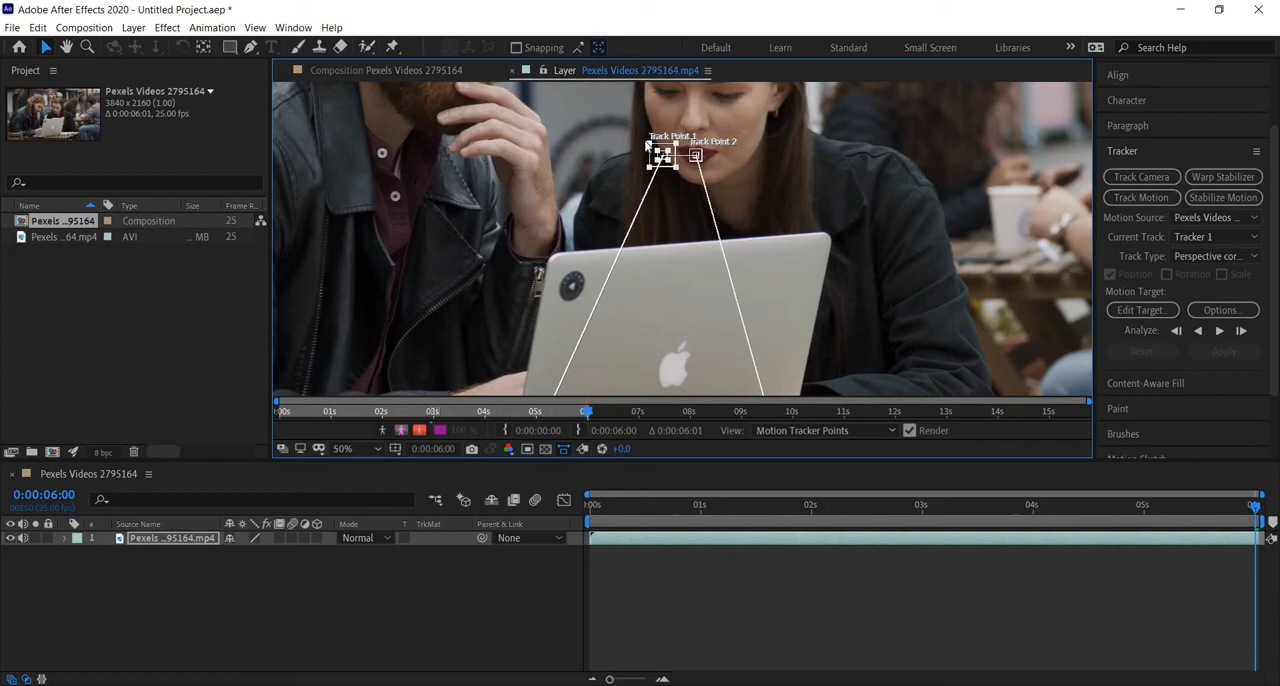 Adobe After Effects 2020 - Untitled Project.aep *
File Edit Composition Layer Effect Animation View Window Help
Snapping Default Learn Standard Small Screen Libraries Search Help
Project
Composition Pexels Videos 2795164
Layer Pexels Videos 2795164.mp4
Pexels Videos 2795164
3840 x 2160 (1.00)
Δ 0:00:06:01, 25.00 fps
Name Type Size Frame R...
Pexels ...95164 Composition 25
Pexels ...64.mp4 AVI ... MB 25
8 bpc
Track Point 1
Track Point 2
:00s 01s 02s 03s 04s 05s 07s 08s 09s 10s 11s 12s 13s 14s 15s
100 % 0:00:00:00 0:00:06:00 Δ 0:00:06:01 View: Motion Tracker Points Render
50% 0:00:06:00 +0.0
Align
Character
Paragraph
Tracker
Track Camera Warp Stabilizer
Track Motion Stabilize Motion
Motion Source: Pexels Videos ...
Current Track: Tracker 1
Track Type: Perspective cor...
Position Rotation Scale
Motion Target:
Edit Target... Options...
Analyze:
Reset Apply
Content-Aware Fill
Paint
Brushes
Pexels Videos 2795164
0:00:06:00
00150 (25.00 fps)
# Source Name Mode T TrkMat Parent & Link
1 Pexels ...95164.mp4 Normal None
:00s 01s 02s 03s 04s 05s